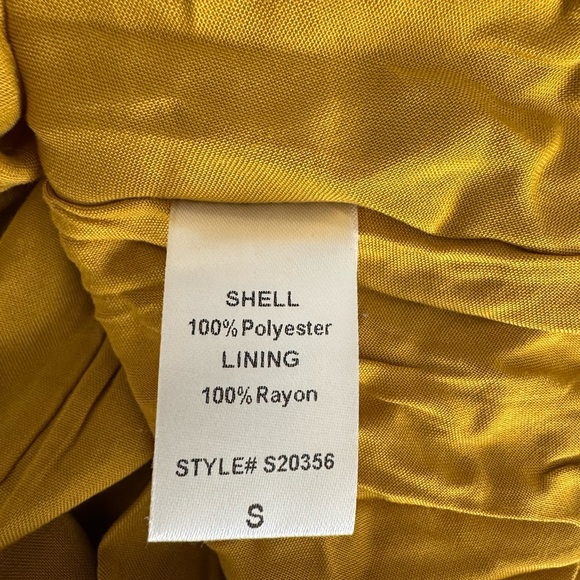 SHELL
100% Polyester
LINING
100% Rayon
STYLE# S20356
S